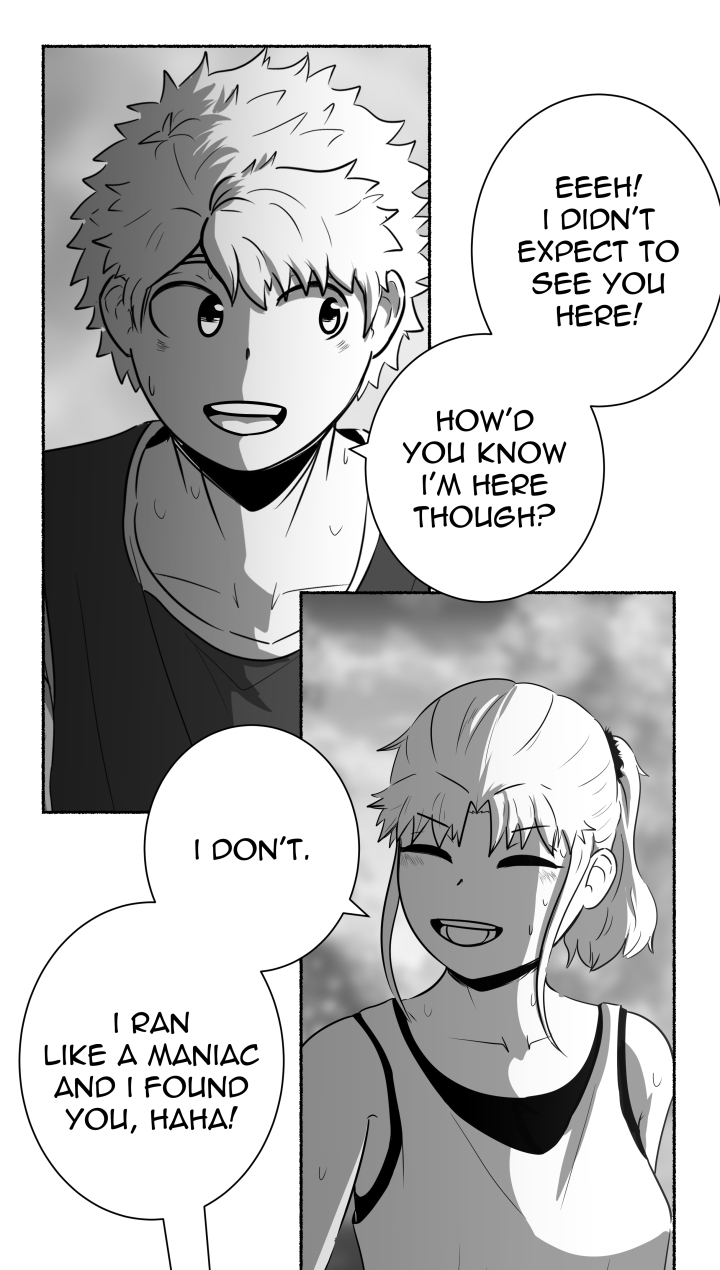 EEEH!
I DIDN'T
EXPECT TO
SEE YOU
HERE!
HOW'D
YOU KNOW
I'M HERE
THOUGH?
I DON'T.
I RAN
LIKE A MANIAC
AND I FOUND
YOU, HAHA!